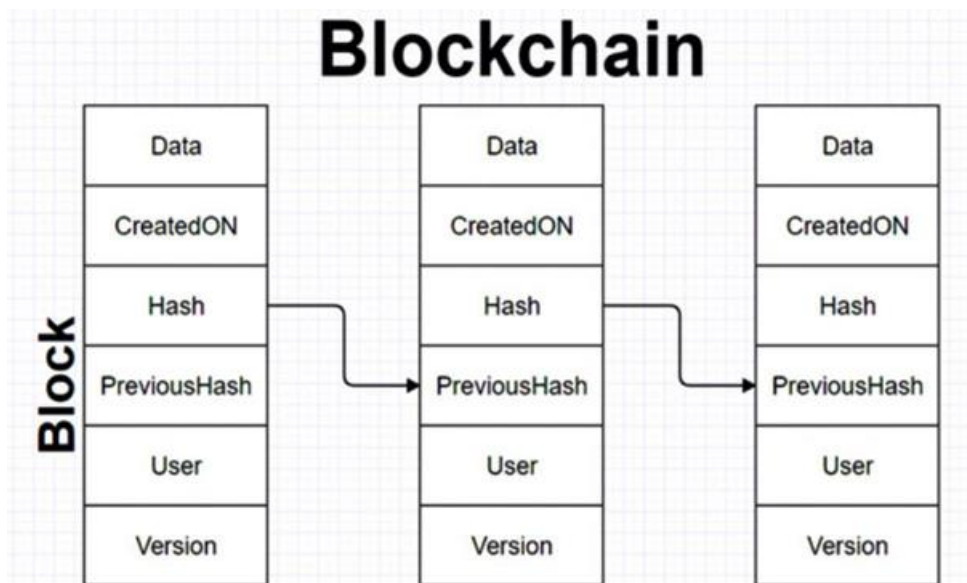 Blockchain
Block
Data
CreatedON
Hash
PreviousHash
User
Version
Data
CreatedON
Hash
PreviousHash
User
Version
Data
CreatedON
Hash
PreviousHash
User
Version